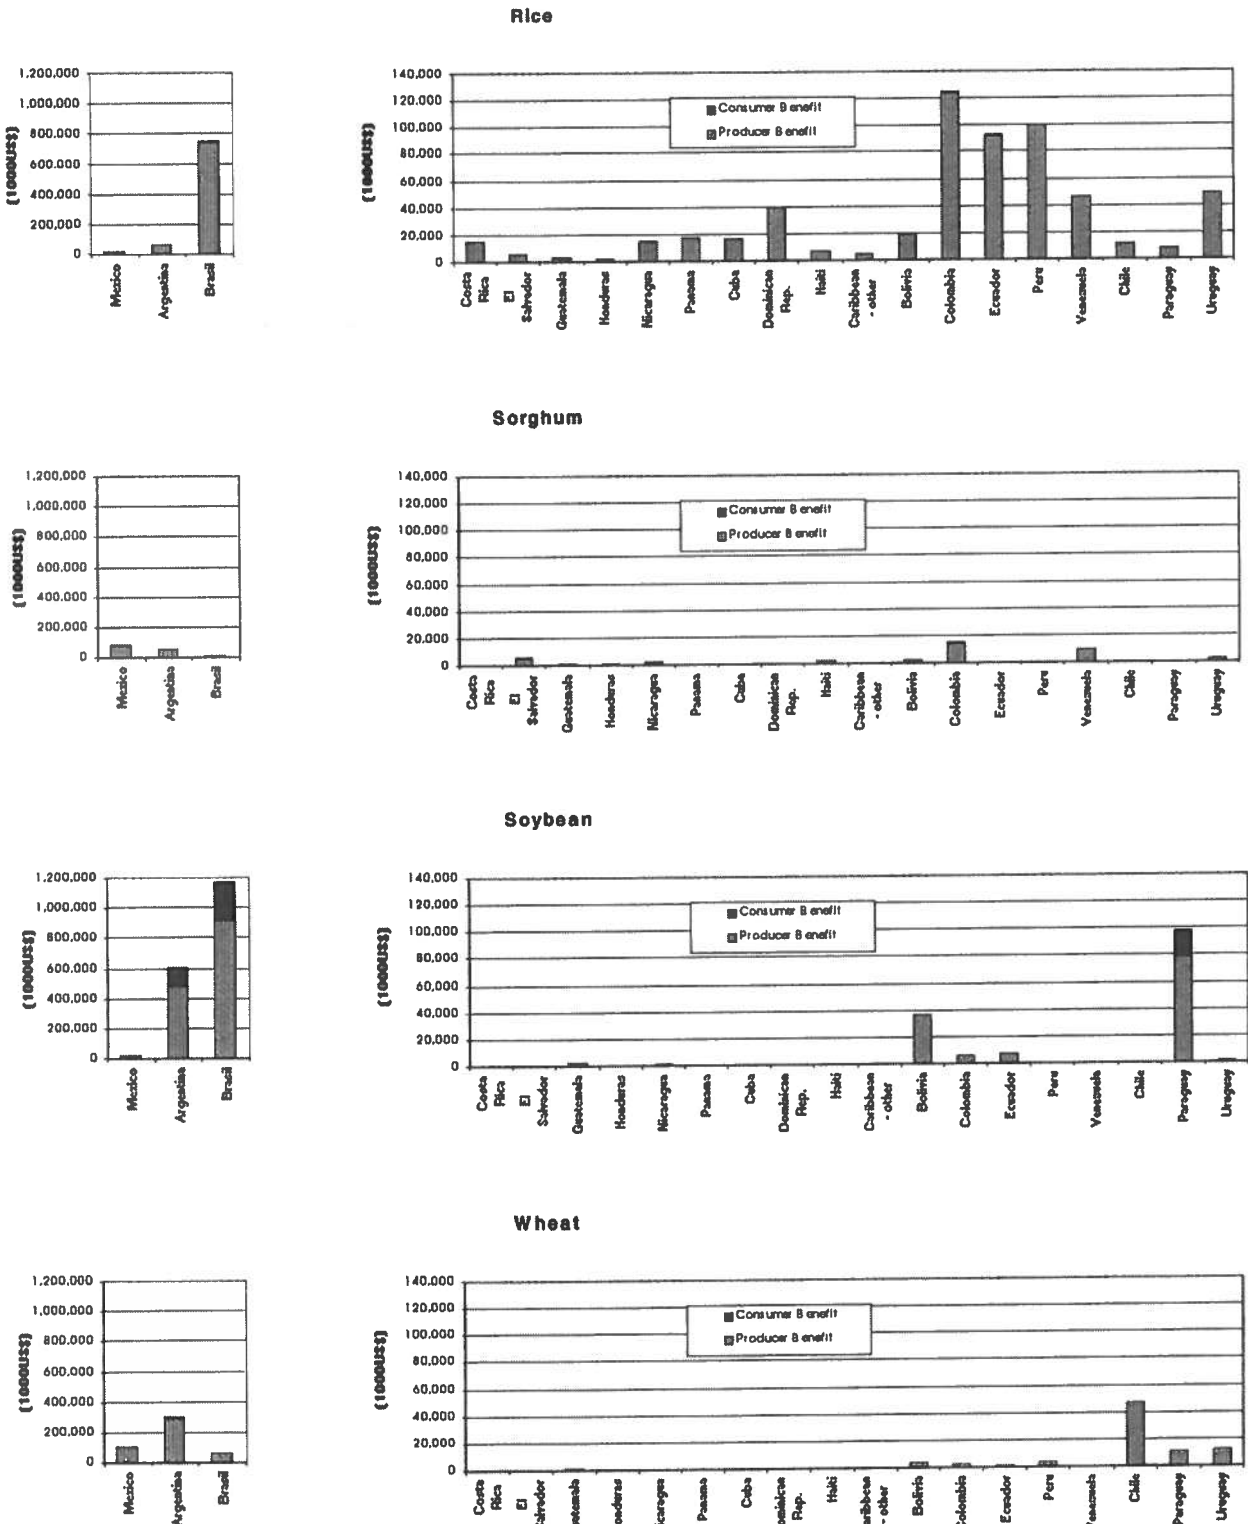 Rice
(1000US$)
1,200,000
1,000,000
800,000
600,000
400,000
200,000
0
Mexico
Argentina
Brasil
(1000US$)
140,000
120,000
100,000
80,000
60,000
40,000
20,000
0
Consumer Benefit
Producer Benefit
Costa Rica
El Salvador
Guatemala
Honduras
Nicaragua
Panama
Cuba
Dominican Rep.
Haiti
Caribbean - other
Bolivia
Colombia
Ecuador
Peru
Venezuela
Chile
Paraguay
Uruguay
Sorghum
(1000US$)
1,200,000
1,000,000
800,000
600,000
400,000
200,000
0
Mexico
Argentina
Brasil
(1000US$)
140,000
120,000
100,000
80,000
60,000
40,000
20,000
0
Consumer Benefit
Producer Benefit
Costa Rica
El Salvador
Guatemala
Honduras
Nicaragua
Panama
Cuba
Dominican Rep.
Haiti
Caribbean - other
Bolivia
Colombia
Ecuador
Peru
Venezuela
Chile
Paraguay
Uruguay
Soybean
(1000US$)
1,200,000
1,000,000
800,000
600,000
400,000
200,000
0
Mexico
Argentina
Brasil
(1000US$)
140,000
120,000
100,000
80,000
60,000
40,000
20,000
0
Consumer Benefit
Producer Benefit
Costa Rica
El Salvador
Guatemala
Honduras
Nicaragua
Panama
Cuba
Dominican Rep.
Haiti
Caribbean - other
Bolivia
Colombia
Ecuador
Peru
Venezuela
Chile
Paraguay
Uruguay
Wheat
(1000US$)
1,200,000
1,000,000
800,000
600,000
400,000
200,000
0
Mexico
Argentina
Brasil
(1000US$)
140,000
120,000
100,000
80,000
60,000
40,000
20,000
0
Consumer Benefit
Producer Benefit
Costa Rica
El Salvador
Guatemala
Honduras
Nicaragua
Panama
Cuba
Dominican Rep.
Haiti
Caribbean - other
Bolivia
Colombia
Ecuador
Peru
Venezuela
Chile
Paraguay
Uruguay